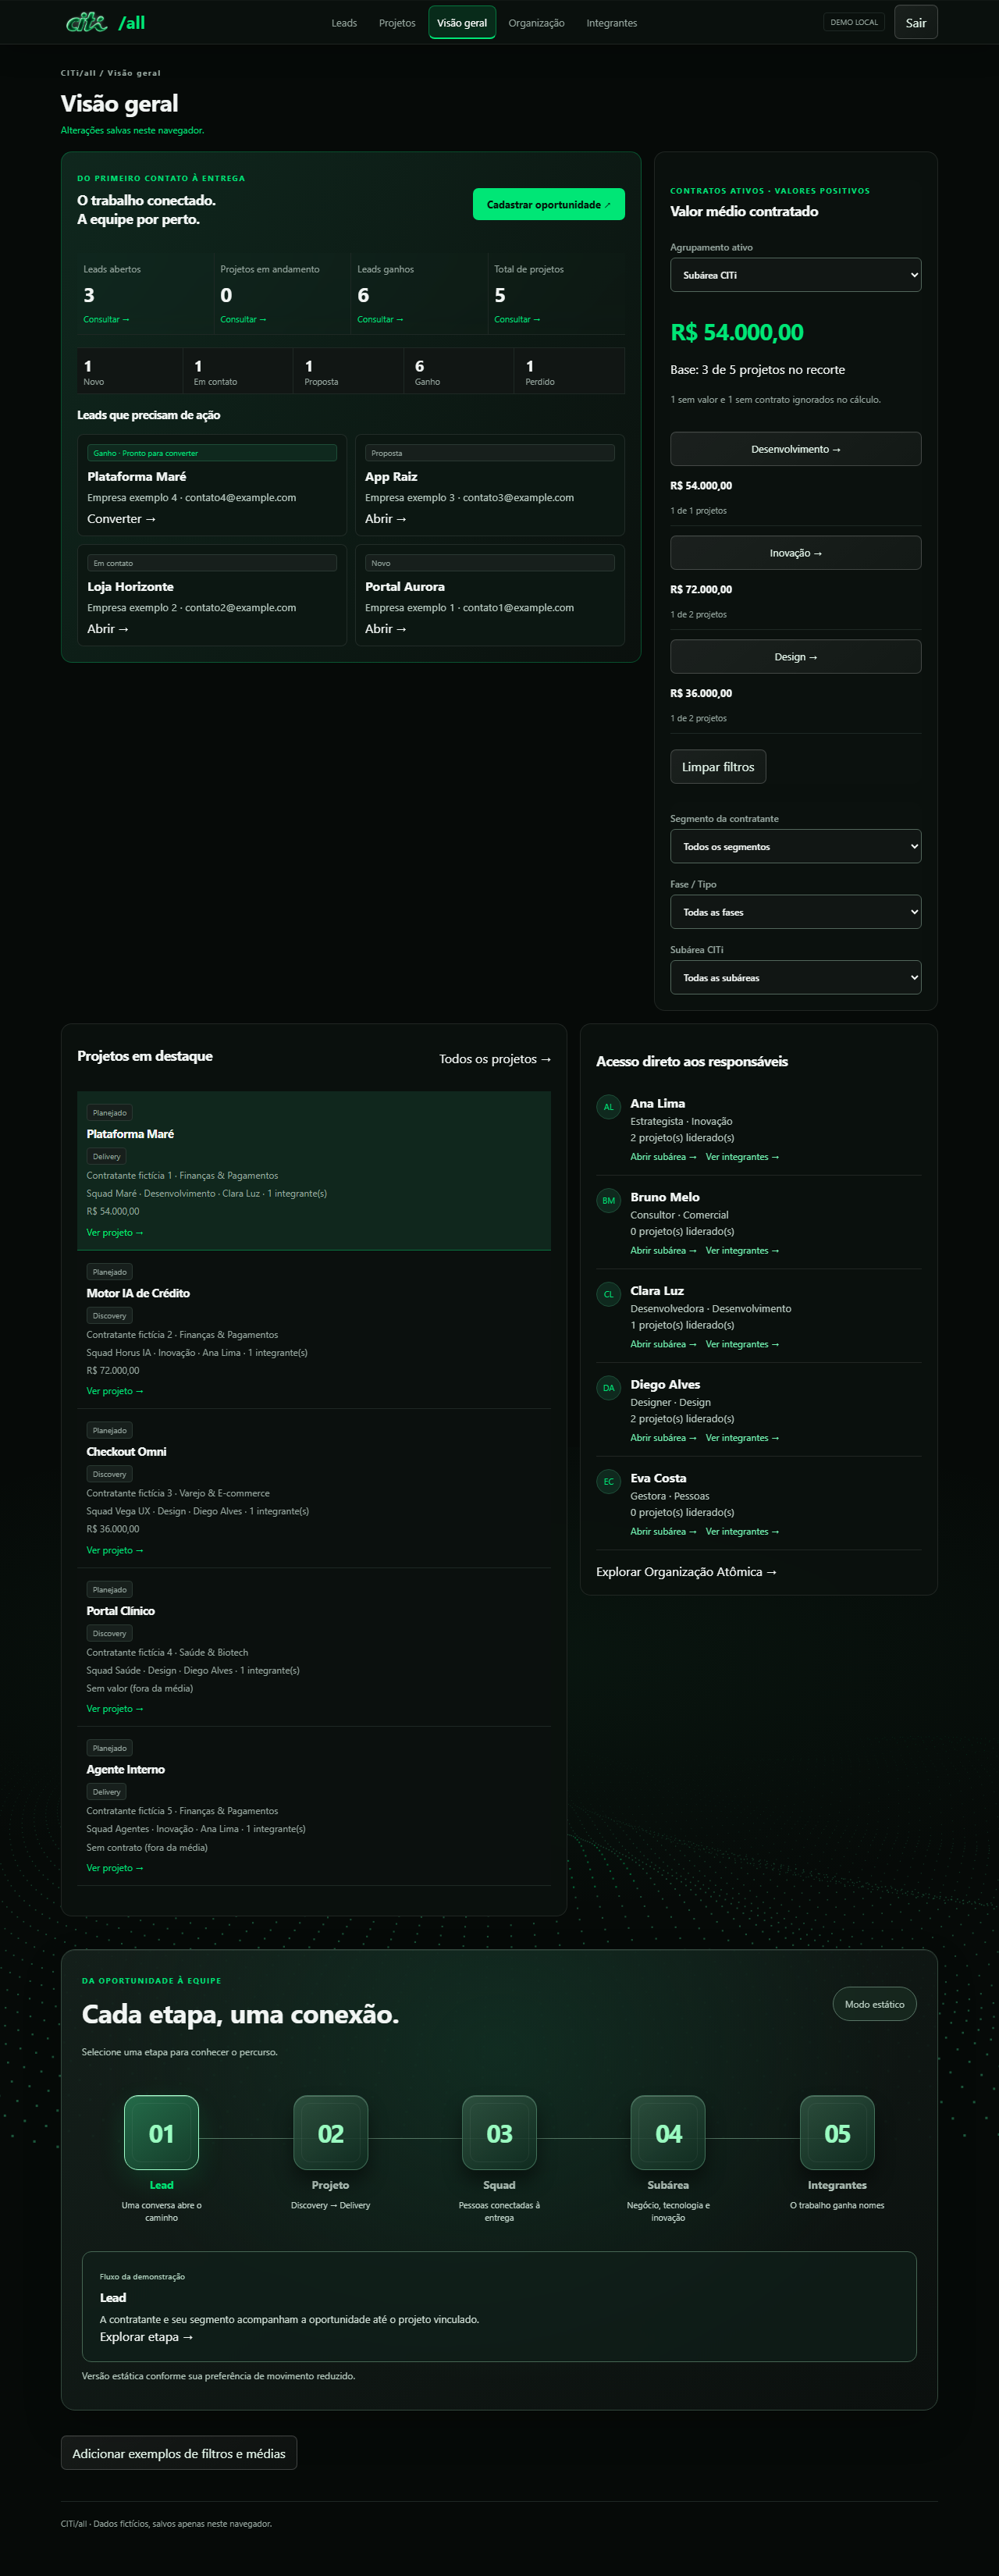 citi /all
Leads
Projetos
Visão geral
Organização
Integrantes
DEMO LOCAL
Sair
CITi/all / Visão geral
Visão geral
Alterações salvas neste navegador.
DO PRIMEIRO CONTATO À ENTREGA
O trabalho conectado.
A equipe por perto.
Cadastrar oportunidade ↗
Leads abertos
3
Consultar →
Projetos em andamento
0
Consultar →
Leads ganhos
6
Consultar →
Total de projetos
5
Consultar →
1
Novo
1
Em contato
1
Proposta
6
Ganho
1
Perdido
Leads que precisam de ação
Ganho · Pronto para converter
Plataforma Maré
Empresa exemplo 4 · contato4@example.com
Converter →
Proposta
App Raiz
Empresa exemplo 3 · contato3@example.com
Abrir →
Em contato
Loja Horizonte
Empresa exemplo 2 · contato2@example.com
Abrir →
Novo
Portal Aurora
Empresa exemplo 1 · contato1@example.com
Abrir →
CONTRATOS ATIVOS · VALORES POSITIVOS
Valor médio contratado
Agrupamento ativo
Subárea CITi
R$ 54.000,00
Base: 3 de 5 projetos no recorte
1 sem valor e 1 sem contrato ignorados no cálculo.
Desenvolvimento →
R$ 54.000,00
1 de 1 projetos
Inovação →
R$ 72.000,00
1 de 2 projetos
Design →
R$ 36.000,00
1 de 2 projetos
Limpar filtros
Segmento da contratante
Todos os segmentos
Fase / Tipo
Todas as fases
Subárea CITi
Todas as subáreas
Projetos em destaque
Todos os projetos →
Planejado
Plataforma Maré
Delivery
Contratante fictícia 1 · Finanças & Pagamentos
Squad Maré · Desenvolvimento · Clara Luz · 1 integrante(s)
R$ 54.000,00
Ver projeto →
Planejado
Motor IA de Crédito
Discovery
Contratante fictícia 2 · Finanças & Pagamentos
Squad Horus IA · Inovação · Ana Lima · 1 integrante(s)
R$ 72.000,00
Ver projeto →
Planejado
Checkout Omni
Discovery
Contratante fictícia 3 · Varejo & E-commerce
Squad Vega UX · Design · Diego Alves · 1 integrante(s)
R$ 36.000,00
Ver projeto →
Planejado
Portal Clínico
Discovery
Contratante fictícia 4 · Saúde & Biotech
Squad Saúde · Design · Diego Alves · 1 integrante(s)
Sem valor (fora da média)
Ver projeto →
Planejado
Agente Interno
Delivery
Contratante fictícia 5 · Finanças & Pagamentos
Squad Agentes · Inovação · Ana Lima · 1 integrante(s)
Sem contrato (fora da média)
Ver projeto →
Acesso direto aos responsáveis
AL
Ana Lima
Estrategista · Inovação
2 projeto(s) liderado(s)
Abrir subárea → Ver integrantes →
BM
Bruno Melo
Consultor · Comercial
0 projeto(s) liderado(s)
Abrir subárea → Ver integrantes →
CL
Clara Luz
Desenvolvedora · Desenvolvimento
1 projeto(s) liderado(s)
Abrir subárea → Ver integrantes →
DA
Diego Alves
Designer · Design
2 projeto(s) liderado(s)
Abrir subárea → Ver integrantes →
EC
Eva Costa
Gestora · Pessoas
0 projeto(s) liderado(s)
Abrir subárea → Ver integrantes →
Explorar Organização Atômica →
DA OPORTUNIDADE À EQUIPE
Cada etapa, uma conexão.
Modo estático
Selecione uma etapa para conhecer o percurso.
01
Lead
Uma conversa abre o
caminho
02
Projeto
Discovery → Delivery
03
Squad
Pessoas conectadas à
entrega
04
Subárea
Negócio, tecnologia e
inovação
05
Integrantes
O trabalho ganha nomes
Fluxo da demonstração
Lead
A contratante e seu segmento acompanham a oportunidade até o projeto vinculado.
Explorar etapa →
Versão estática conforme sua preferência de movimento reduzido.
Adicionar exemplos de filtros e médias
CITi/all · Dados fictícios, salvos apenas neste navegador.